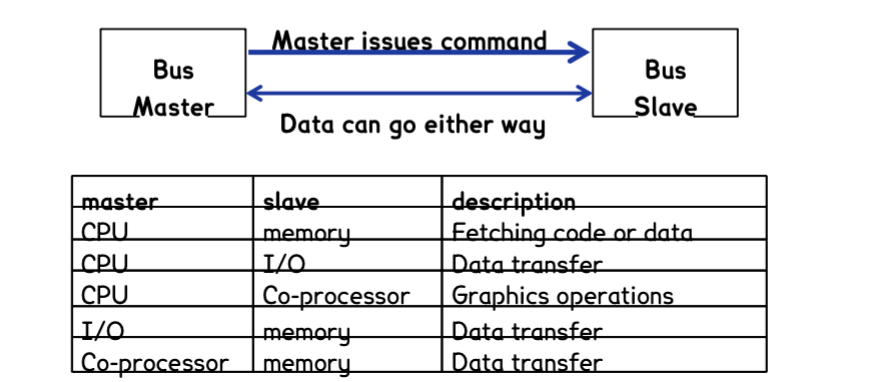 Master issues command
Bus
Master
Bus
Slave
Data can go either way
master slave description
CPU memory Fetching code or data
CPU I/O Data transfer
CPU Co-processor Graphics operations
I/O memory Data transfer
Co-processor memory Data transfer